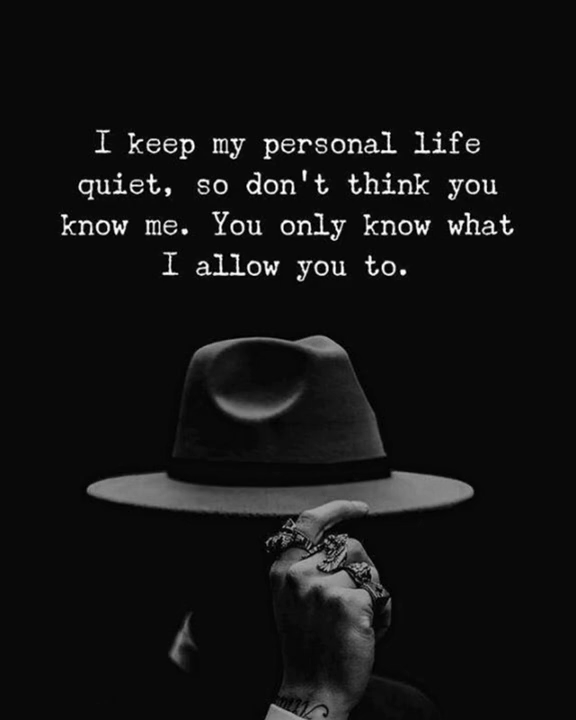 I keep my personal life
quiet, so don't think you
know me. You only know what
I allow you to.